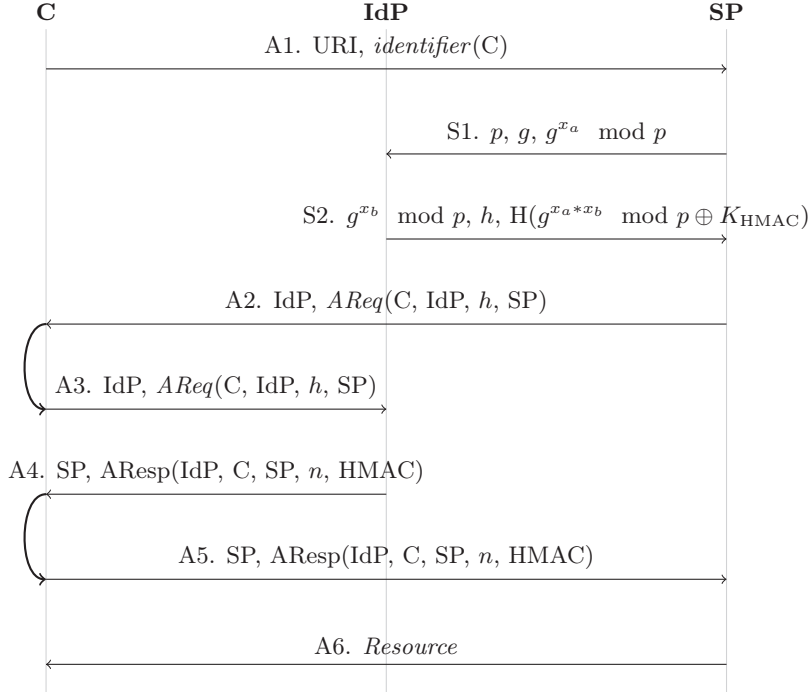 C IdP SP
A1. URI, identifier(C)
S1. p, g, g^{x_a} mod p
S2. g^{x_b} mod p, h, H(g^{x_a*x_b} mod p ⊕ K_{HMAC})
A2. IdP, AReq(C, IdP, h, SP)
A3. IdP, AReq(C, IdP, h, SP)
A4. SP, AResp(IdP, C, SP, n, HMAC)
A5. SP, AResp(IdP, C, SP, n, HMAC)
A6. Resource